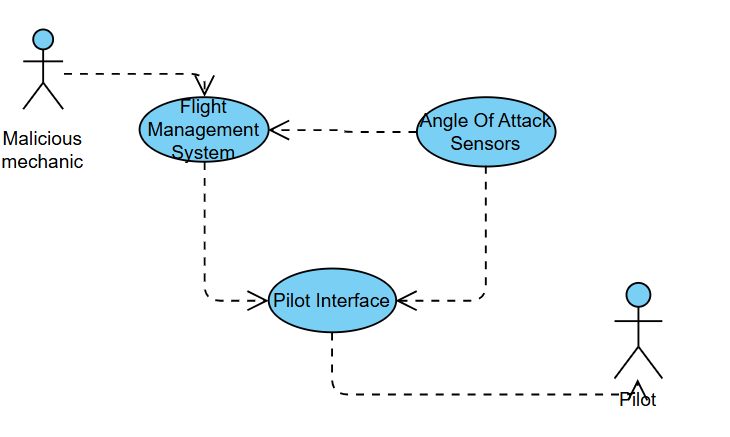 Malicious
mechanic
Flight
Management
System
Angle Of Attack
Sensors
Pilot Interface
Pilot